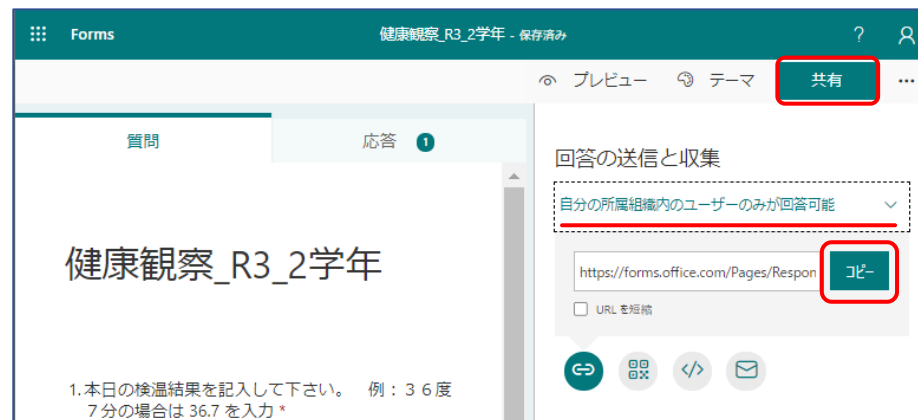 Forms
健康観察_R3_2学年 - 保存済み
?
プレビュー
テーマ
共有
...
質問
応答 1
回答の送信と収集
自分の所属組織内のユーザーのみが回答可能
https://forms.office.com/Pages/Respon
コピー
URL を短縮
健康観察_R3_2学年
1.本日の検温結果を記入して下さい。 例：３６度
７分の場合は 36.7 を入力 *